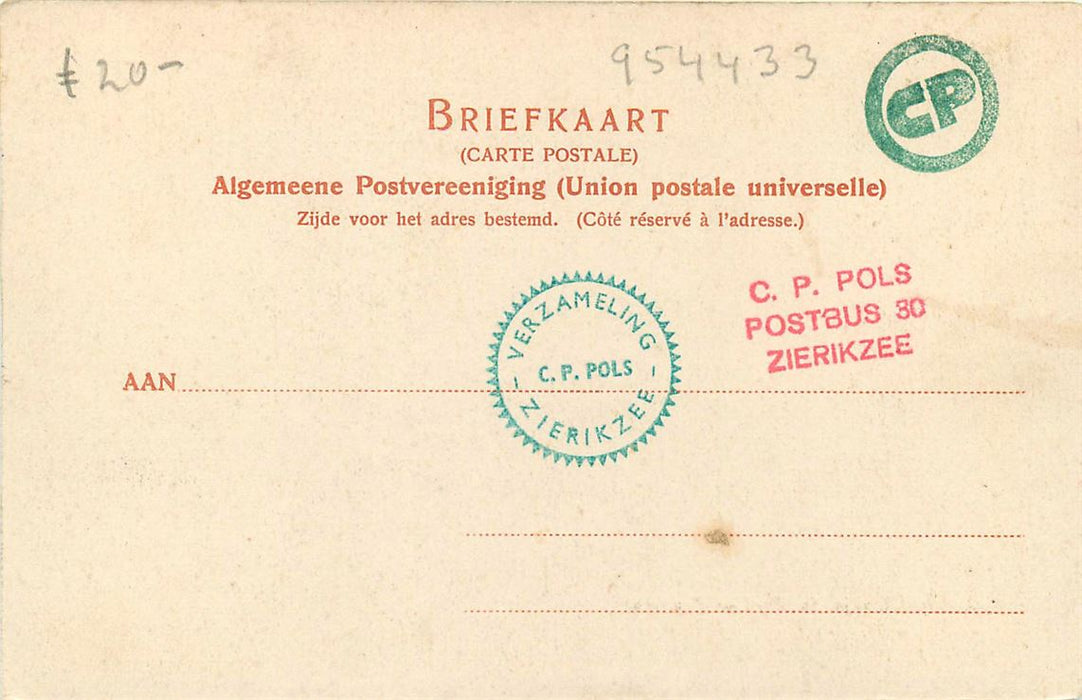 20-
954433
CP
BRIEFKAART
(CARTE POSTALE)
Algemeene Postvereeniging (Union postale universelle)
Zijde voor het adres bestemd. (Côté réservé à l'adresse.)
C. P. POLS
POSTBUS 30
ZIERIKZEE
- VERZAMELING -
C. P. POLS
ZIERIKZEE
AAN